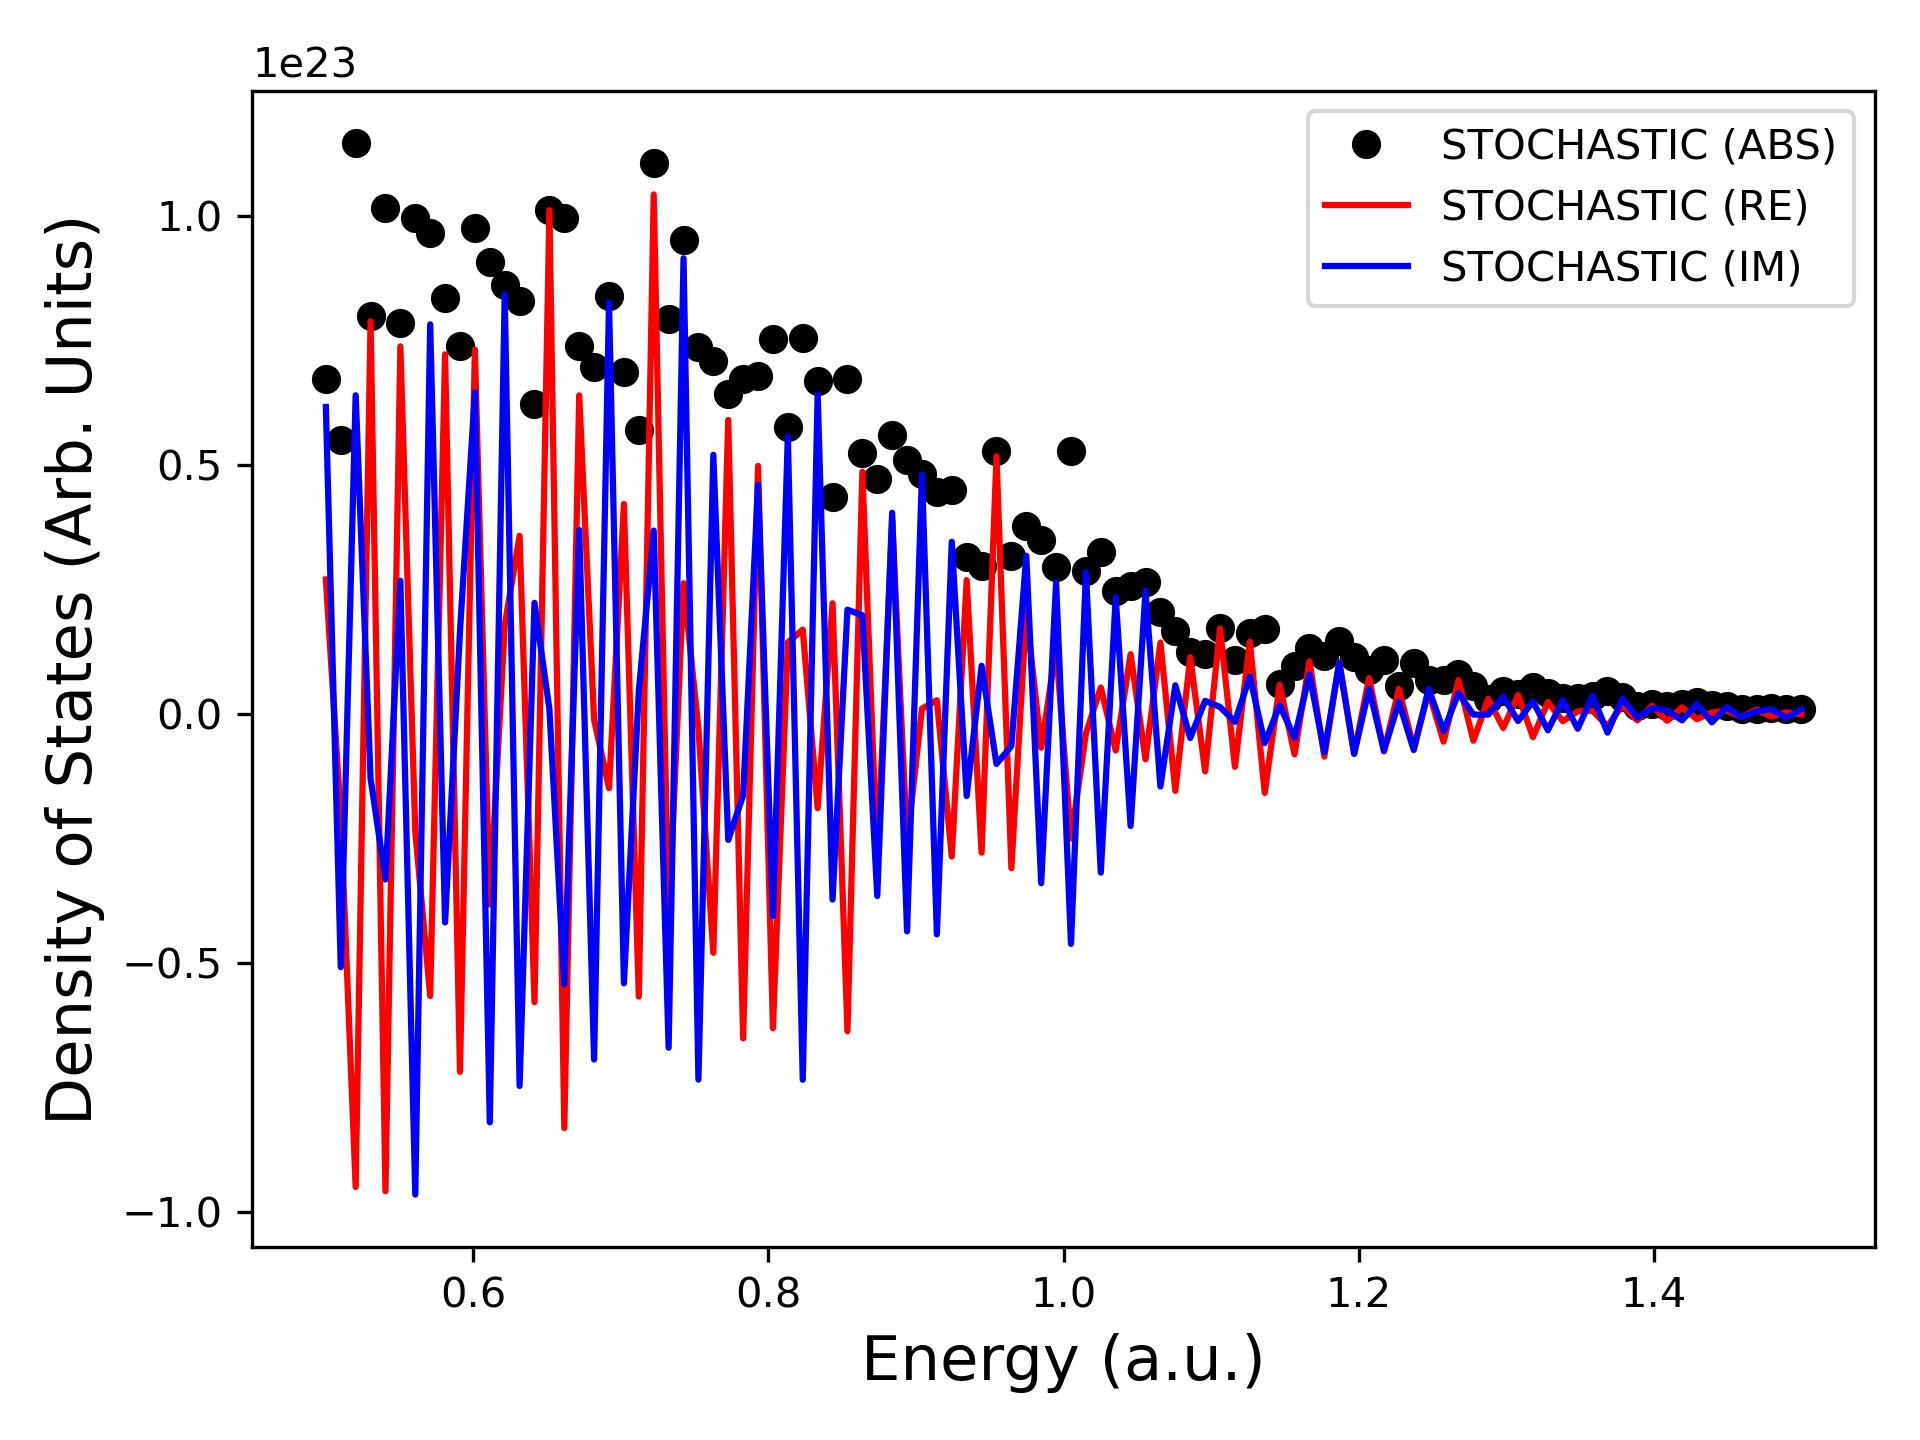 1e23
STOCHASTIC (ABS)
STOCHASTIC (RE)
STOCHASTIC (IM)
Density of States (Arb. Units)
1.0
0.5
0.0
−0.5
−1.0
0.6 0.8 1.0 1.2 1.4
Energy (a.u.)